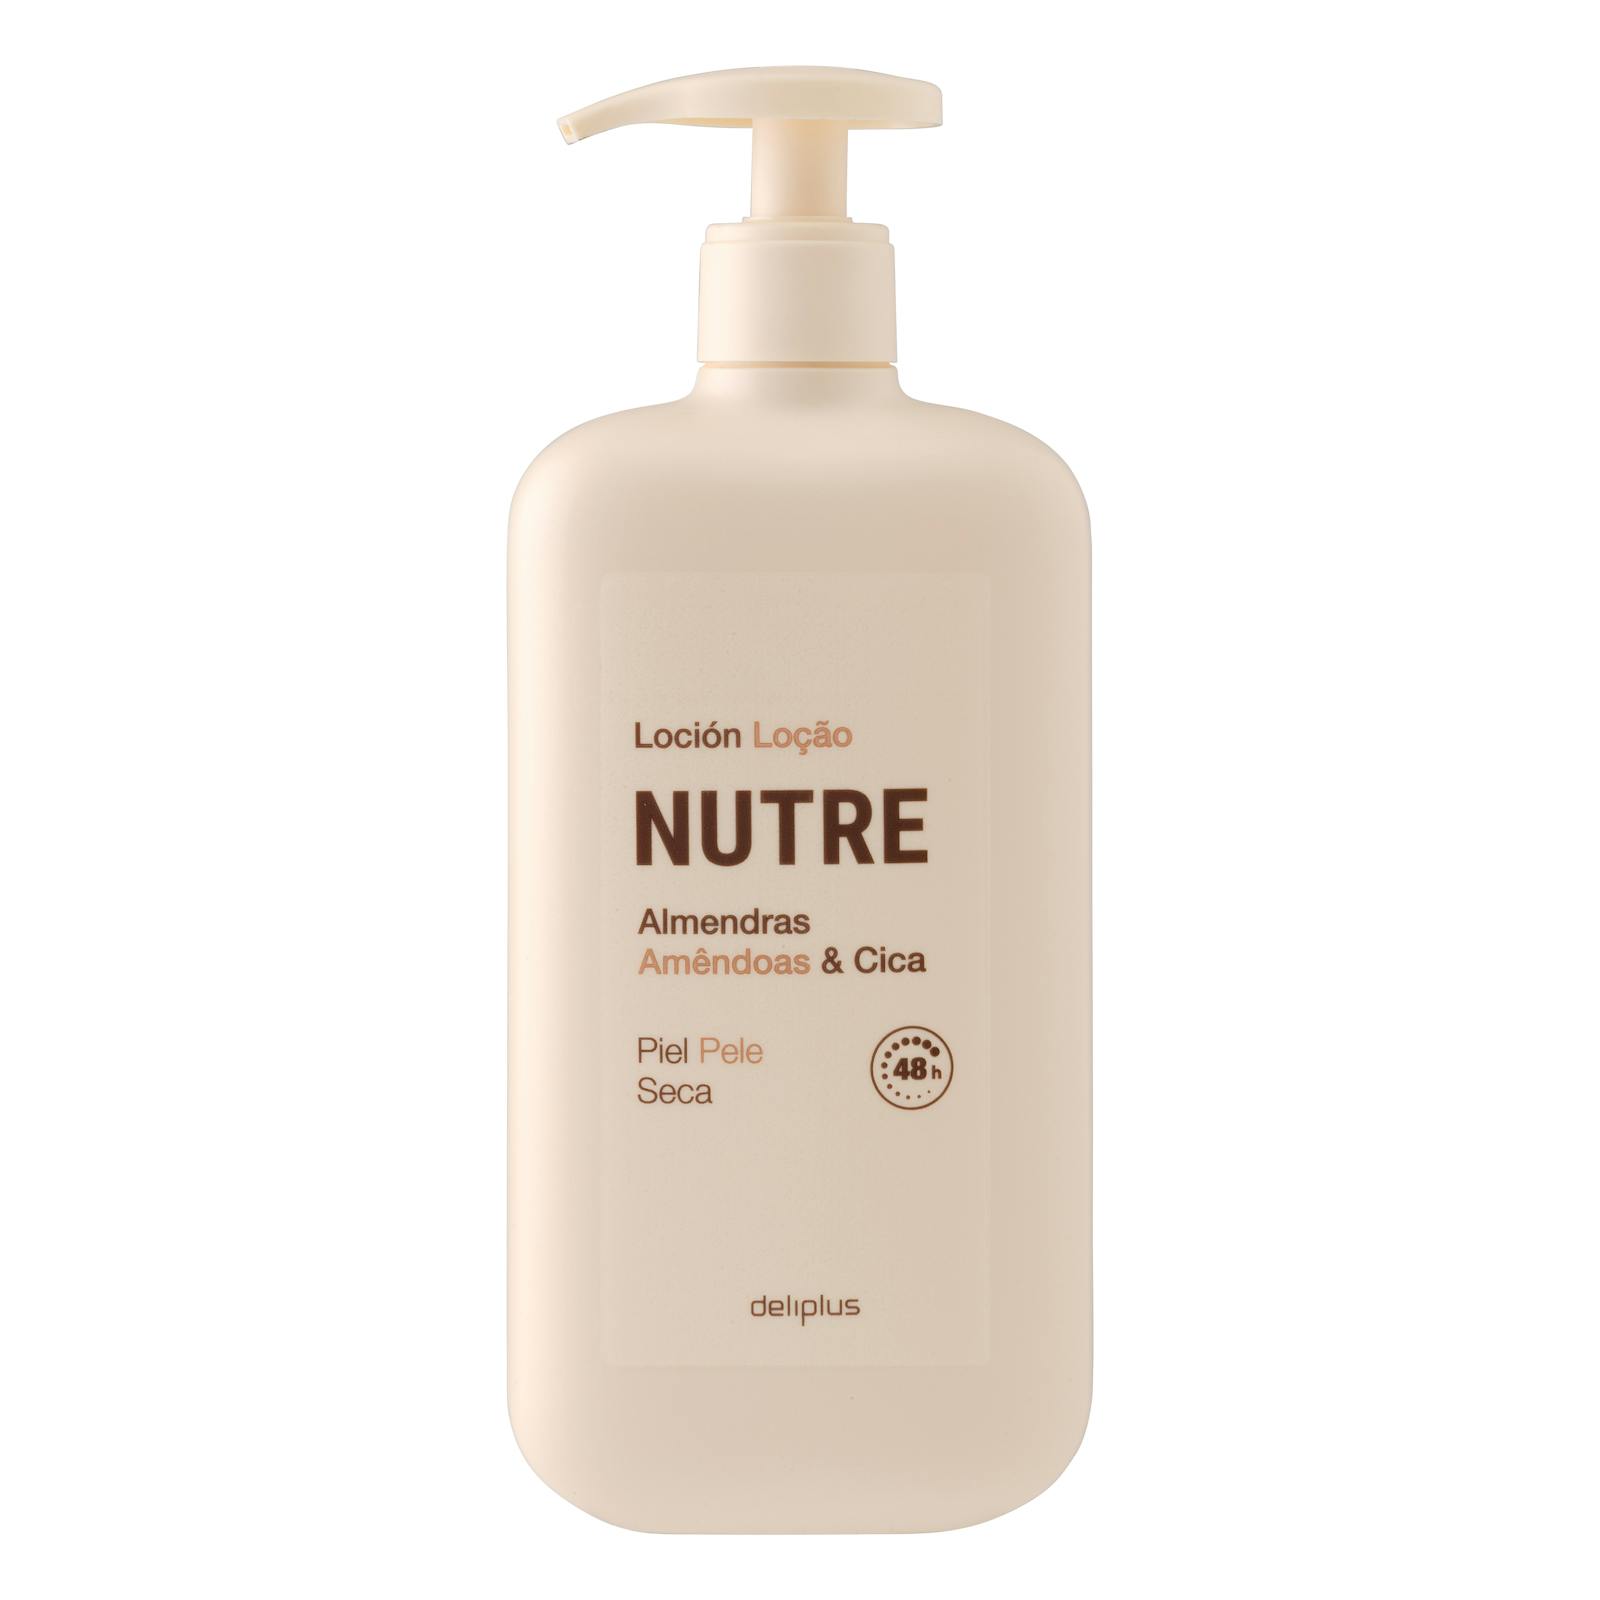 Loción Loção
NUTRE
Almendras
Amêndoas & Cica
Piel Pele
Seca
48h
deliplus